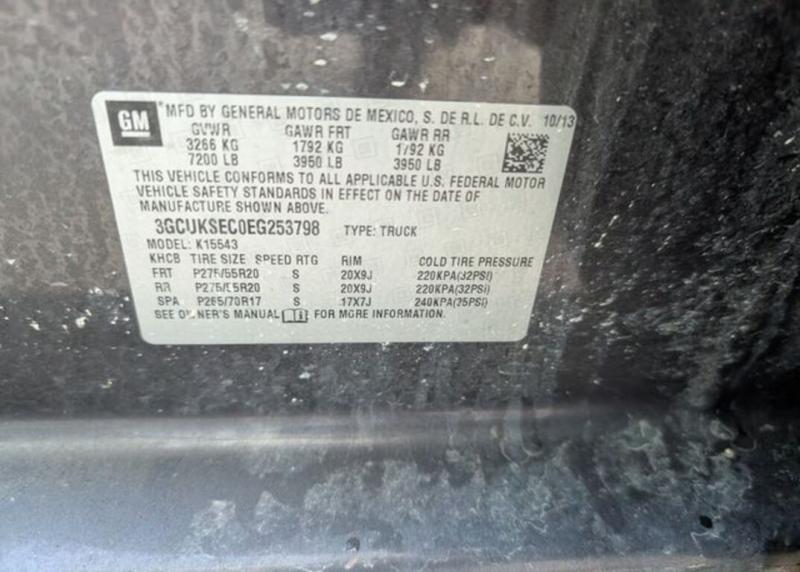 GM
*MFD BY GENERAL MOTORS DE MEXICO, S. DE R.L. DE C.V. 10/13
GVWR GAWR FRT GAWR RR
3266 KG 1792 KG 1792 KG
7200 LB 3950 LB 3950 LB
THIS VEHICLE CONFORMS TO ALL APPLICABLE U.S. FEDERAL MOTOR
VEHICLE SAFETY STANDARDS IN EFFECT ON THE DATE OF
MANUFACTURE SHOWN ABOVE.
3GCUKSEC0EG253798 TYPE: TRUCK
MODEL: K15543
KHCB TIRE SIZE SPEED RTG RIM COLD TIRE PRESSURE
FRT P275/55R20 S 20X9J 220KPA(32PSI)
RR P275/55R20 S 20X9J 220KPA(32PSI)
SPA P265/70R17 S 17X7J 240KPA(35PSI)
SEE OWNER'S MANUAL FOR MORE INFORMATION.